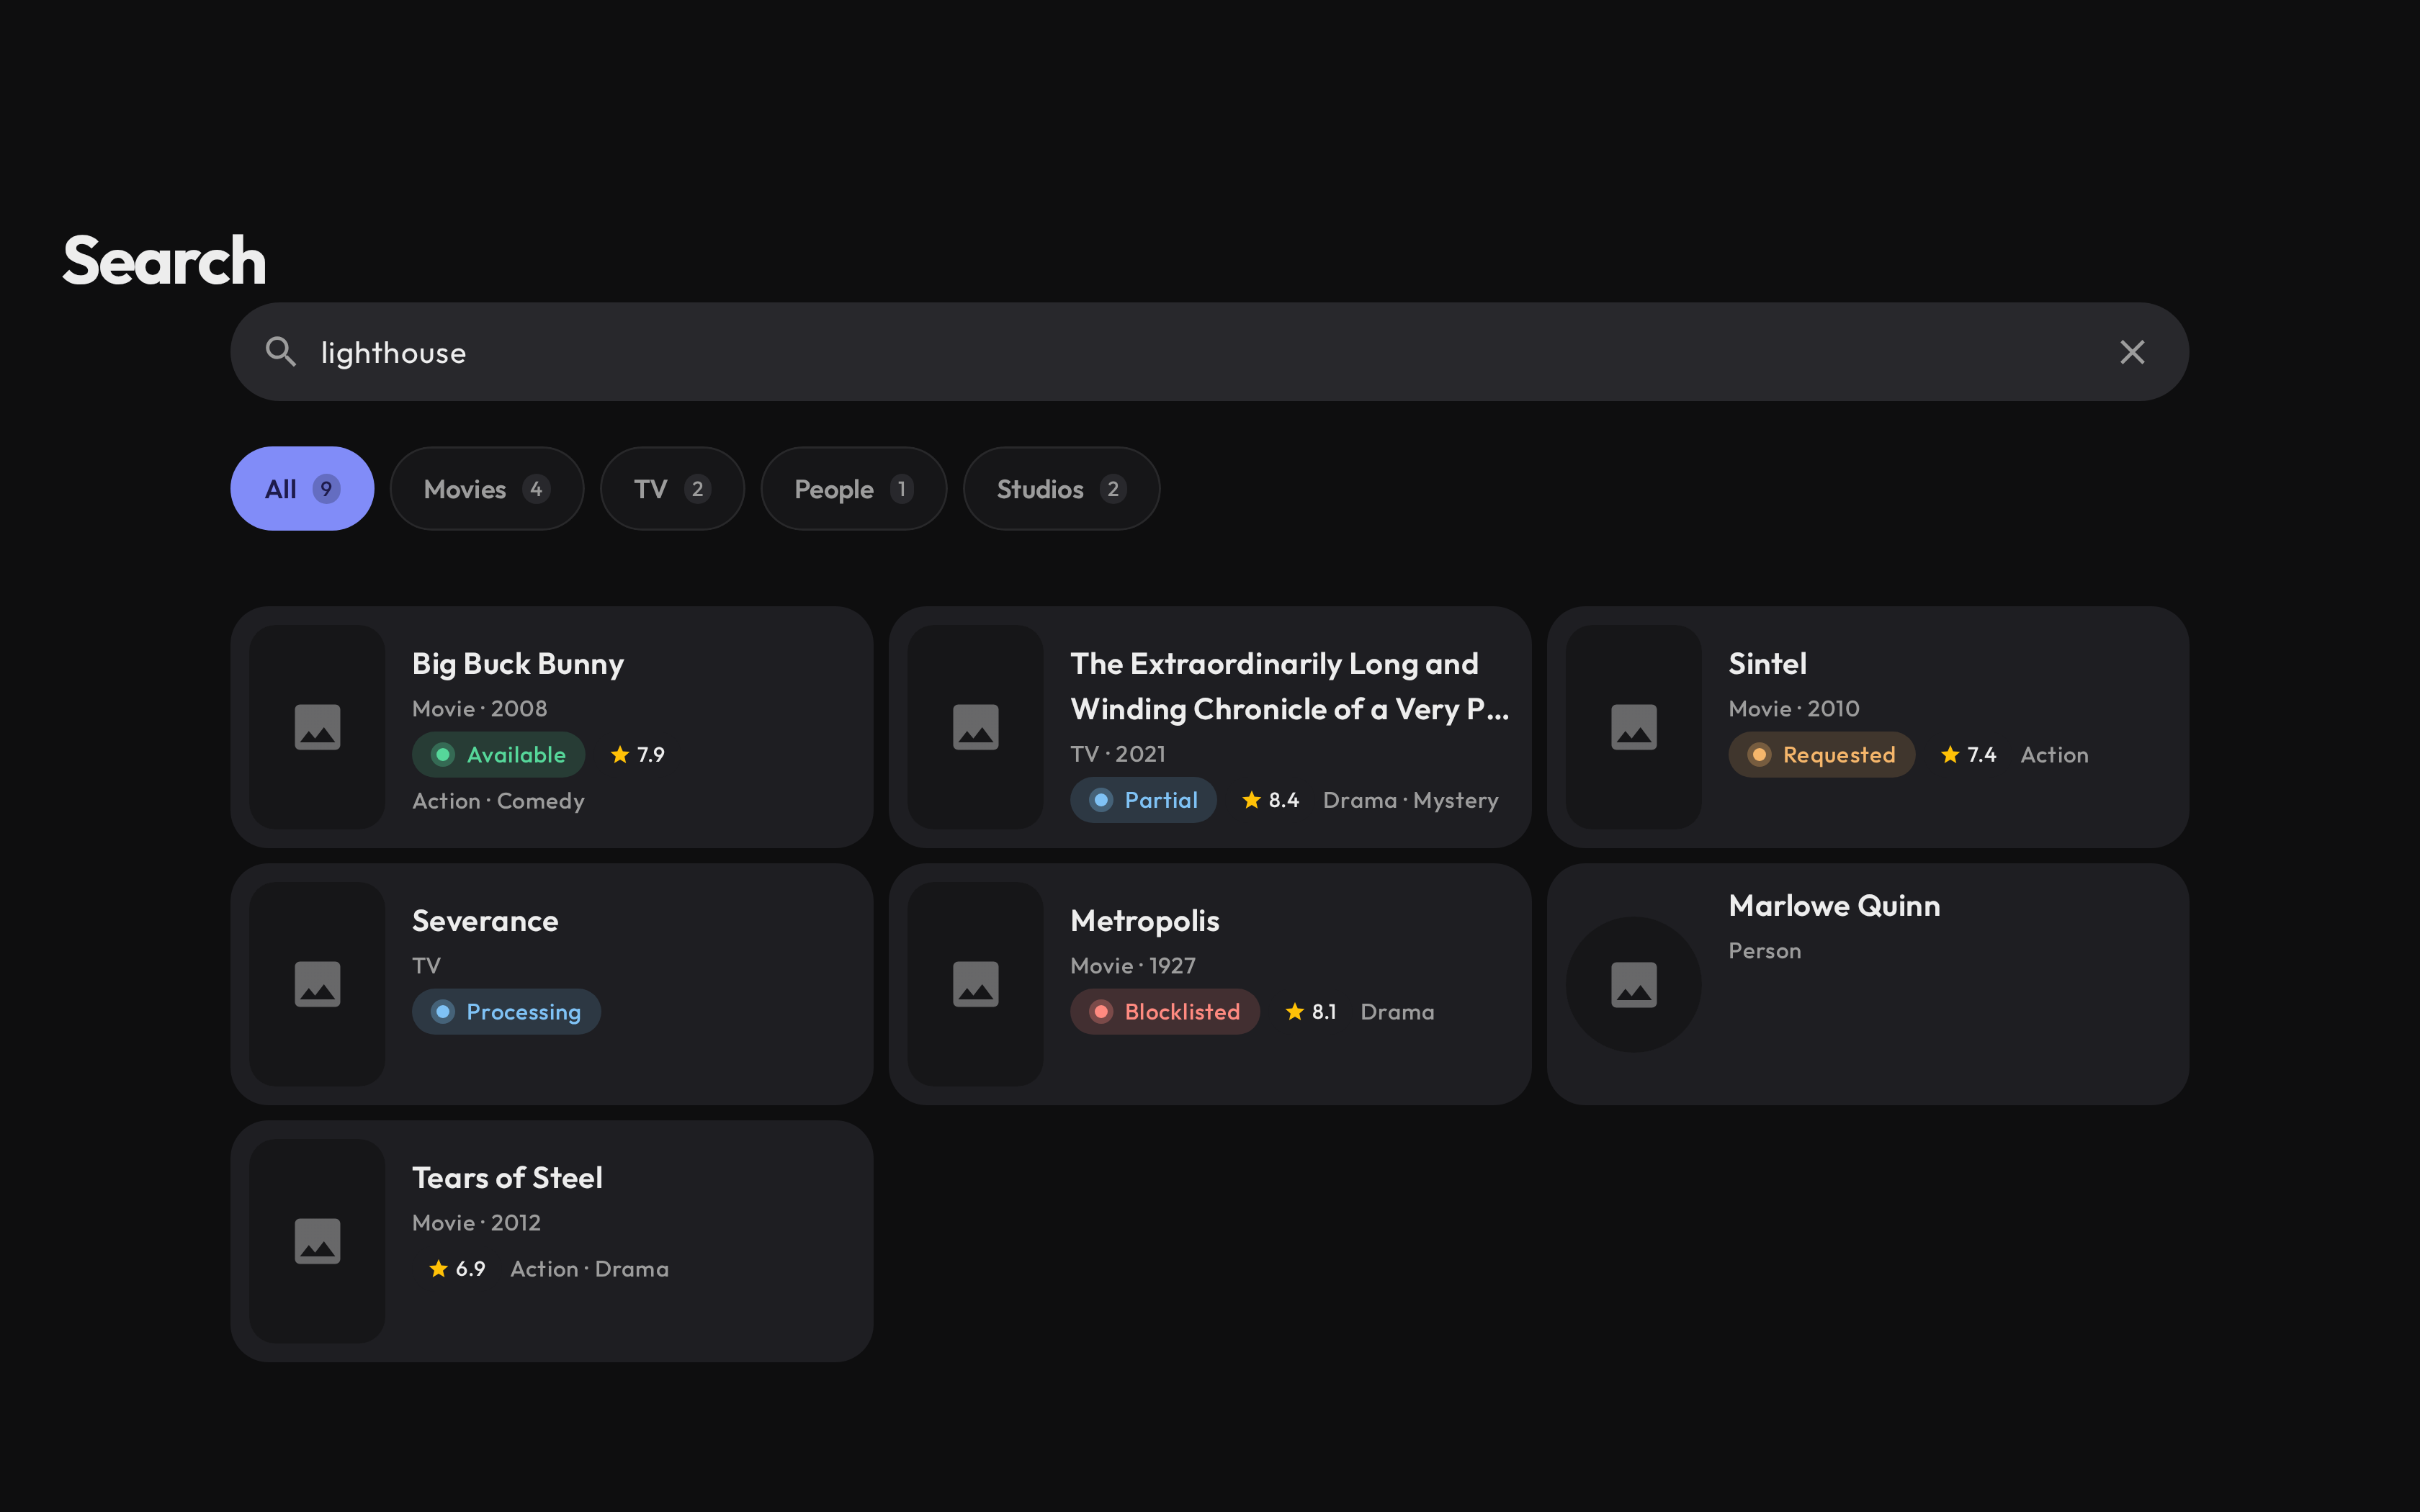 Search
lighthouse
All 9 Movies 4 TV 2 People 1 Studios 2
Big Buck Bunny
Movie · 2008
Available 7.9
Action · Comedy
The Extraordinarily Long and
Winding Chronicle of a Very P...
TV · 2021
Partial 8.4 Drama · Mystery
Sintel
Movie · 2010
Requested 7.4 Action
Severance
TV
Processing
Metropolis
Movie · 1927
Blocklisted 8.1 Drama
Marlowe Quinn
Person
Tears of Steel
Movie · 2012
6.9 Action · Drama